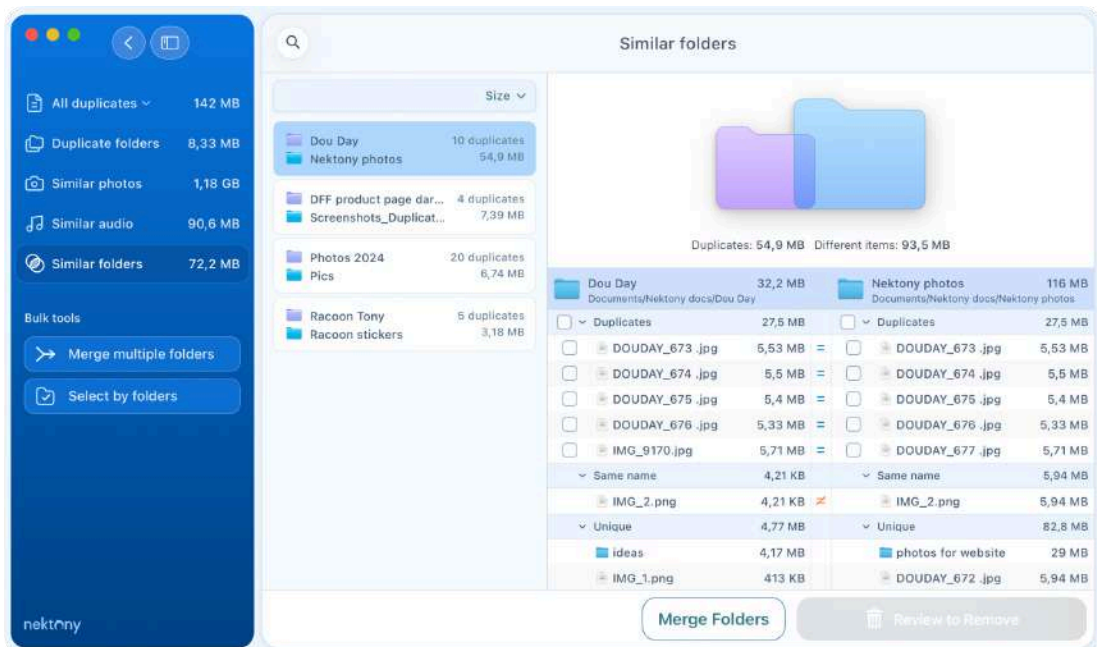 Similar folders
All duplicates 142 MB
Duplicate folders 8,33 MB
Similar photos 1,18 GB
Similar audio 90,6 MB
Similar folders 72,2 MB
Bulk tools
Merge multiple folders
Select by folders
nektony
Size
Dou Day 10 duplicates
Nektony photos 54,9 MB
DFF product page dar... 4 duplicates
Screenshots_Duplicat... 7,39 MB
Photos 2024 20 duplicates
Pics 6,74 MB
Racoon Tony 5 duplicates
Racoon stickers 3,18 MB
Duplicates: 54,9 MB Different items: 93,5 MB
Dou Day 32,2 MB Nektony photos 116 MB
Documents/Nektony docs/Dou Day Documents/Nektony docs/Nektony photos
Duplicates 27,5 MB Duplicates 27,5 MB
DOUDAY_673 .jpg 5,53 MB = DOUDAY_673 .jpg 5,53 MB
DOUDAY_674 .jpg 5,5 MB = DOUDAY_674 .jpg 5,5 MB
DOUDAY_675 .jpg 5,4 MB = DOUDAY_675 .jpg 5,4 MB
DOUDAY_676 .jpg 5,33 MB = DOUDAY_676 .jpg 5,33 MB
IMG_9170.jpg 5,71 MB = DOUDAY_677 .jpg 5,71 MB
Same name 4,21 KB Same name 5,94 MB
IMG_2.png 4,21 KB ≠ IMG_2.png 5,94 MB
Unique 4,77 MB Unique 82,8 MB
ideas 4,17 MB photos for website 29 MB
IMG_1.png 413 KB DOUDAY_672 .jpg 5,94 MB
Merge Folders Review to Remove